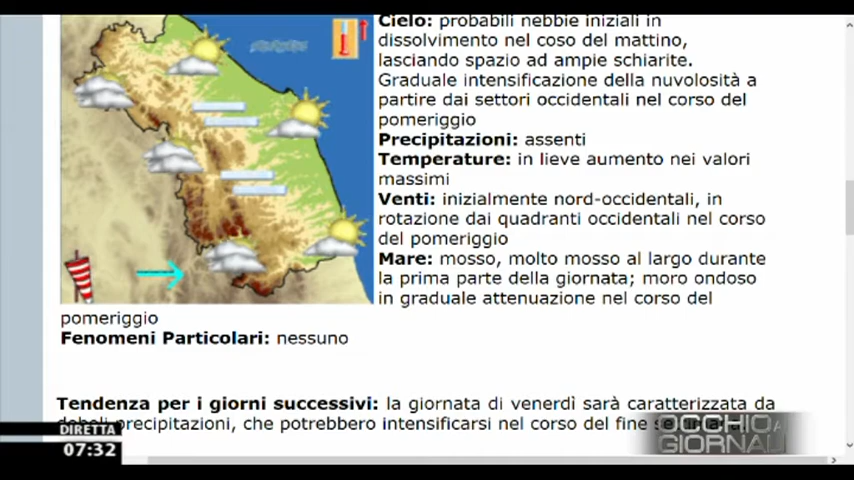 Cielo: probabili nebbie iniziali in
dissolvimento nel coso del mattino,
lasciando spazio ad ampie schiarite.
Graduale intensificazione della nuvolosità a
partire dai settori occidentali nel corso del
pomeriggio
Precipitazioni: assenti
Temperature: in lieve aumento nei valori
massimi
Venti: inizialmente nord-occidentali, in
rotazione dai quadranti occidentali nel corso
del pomeriggio
Mare: mosso, molto mosso al largo durante
la prima parte della giornata; moro ondoso
in graduale attenuazione nel corso del
pomeriggio
Fenomeni Particolari: nessuno
Tendenza per i giorni successivi: la giornata di venerdì sarà caratterizzata da
deboli precipitazioni, che potrebbero intensificarsi nel corso del fine
DIRETTA
07:32
OCCHIO AI
GIORNALI